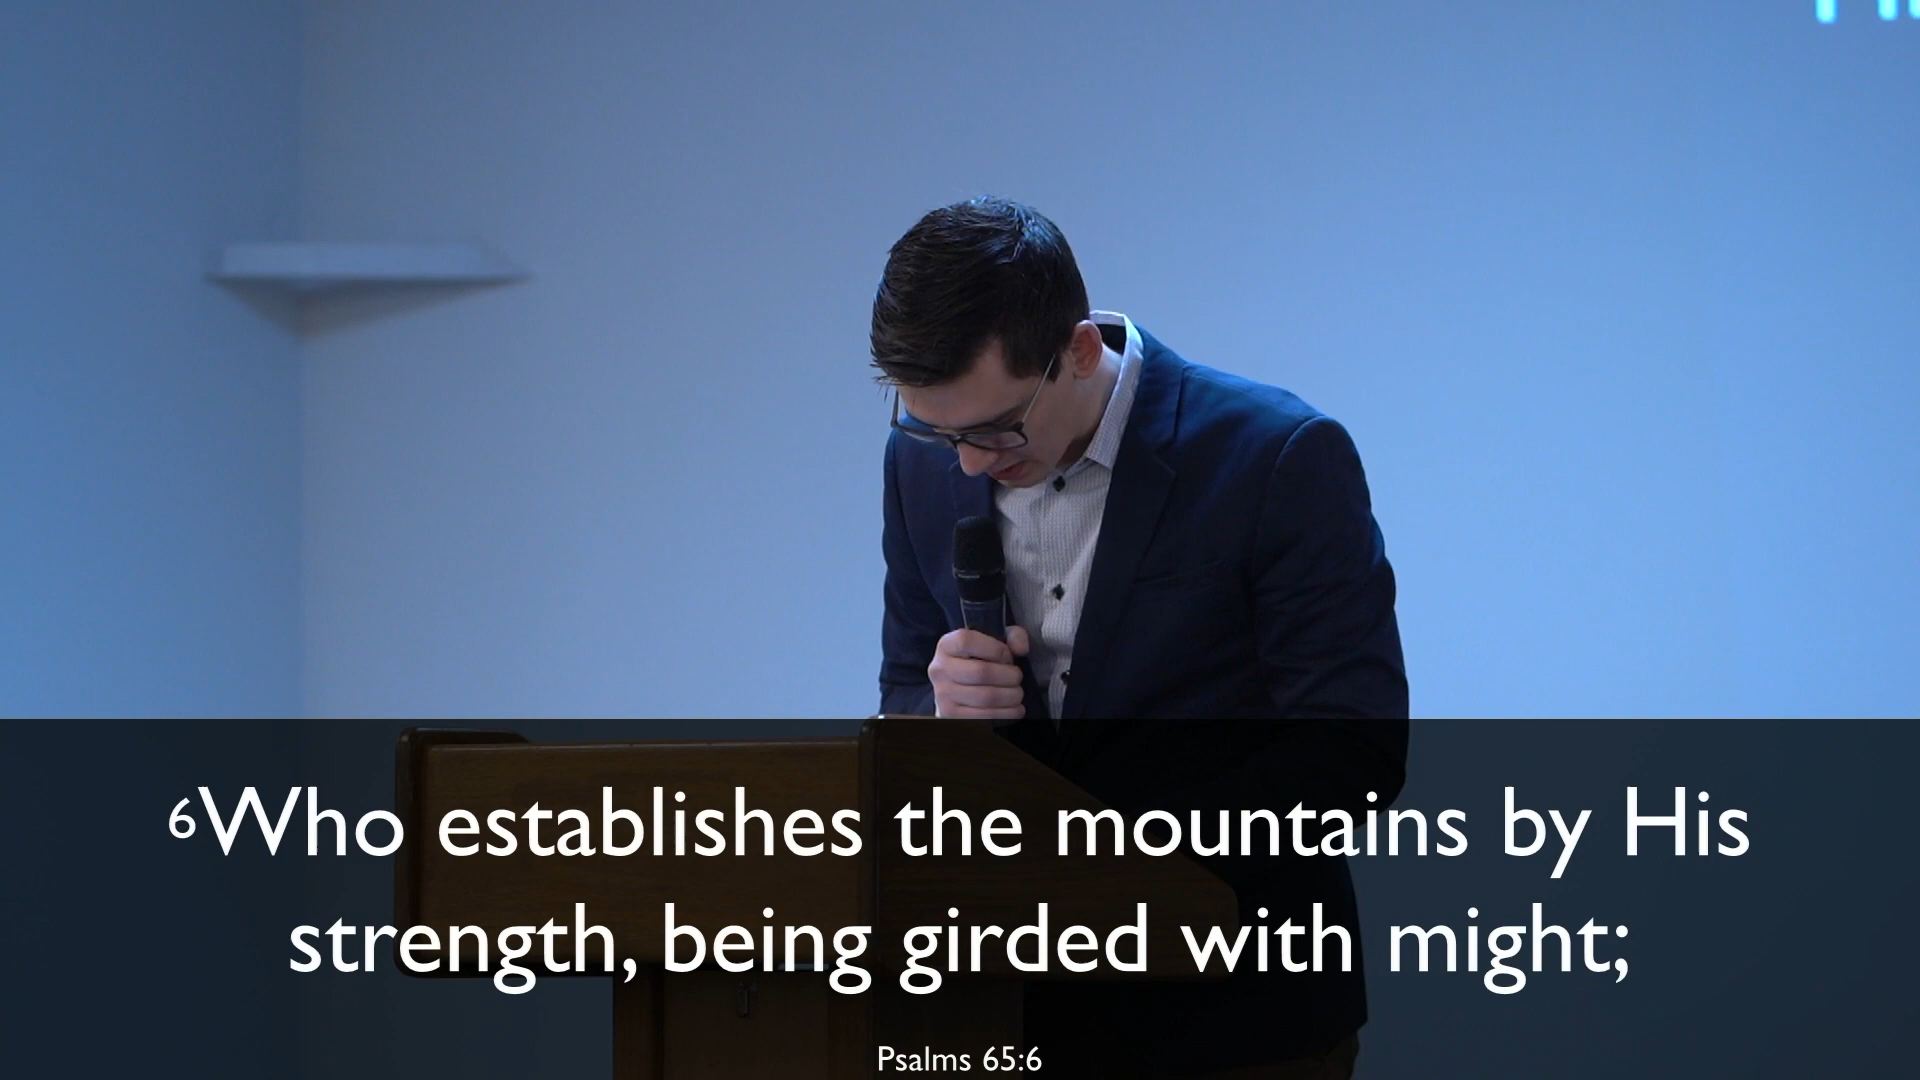 ⁶Who establishes the mountains by His
strength, being girded with might;
Psalms 65:6